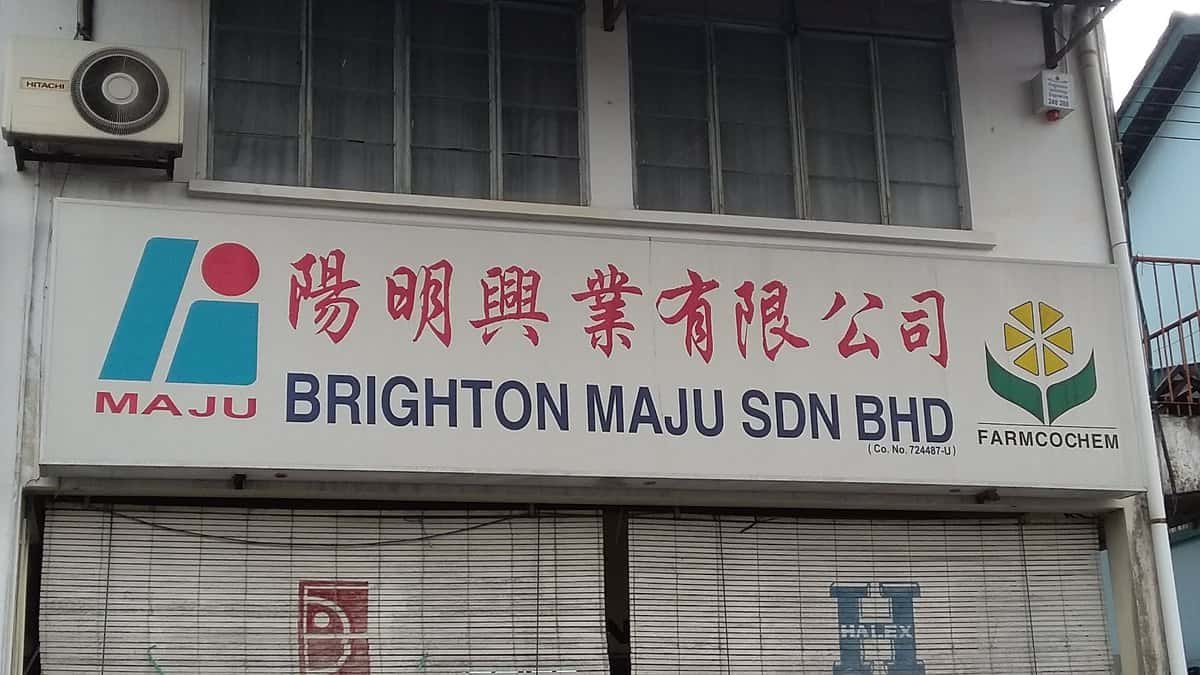 HITACHI
陽明興業有限公司
MAJU
BRIGHTON MAJU SDN BHD
( Co. No. 724487-U )
FARMCOCHEM
HALEX